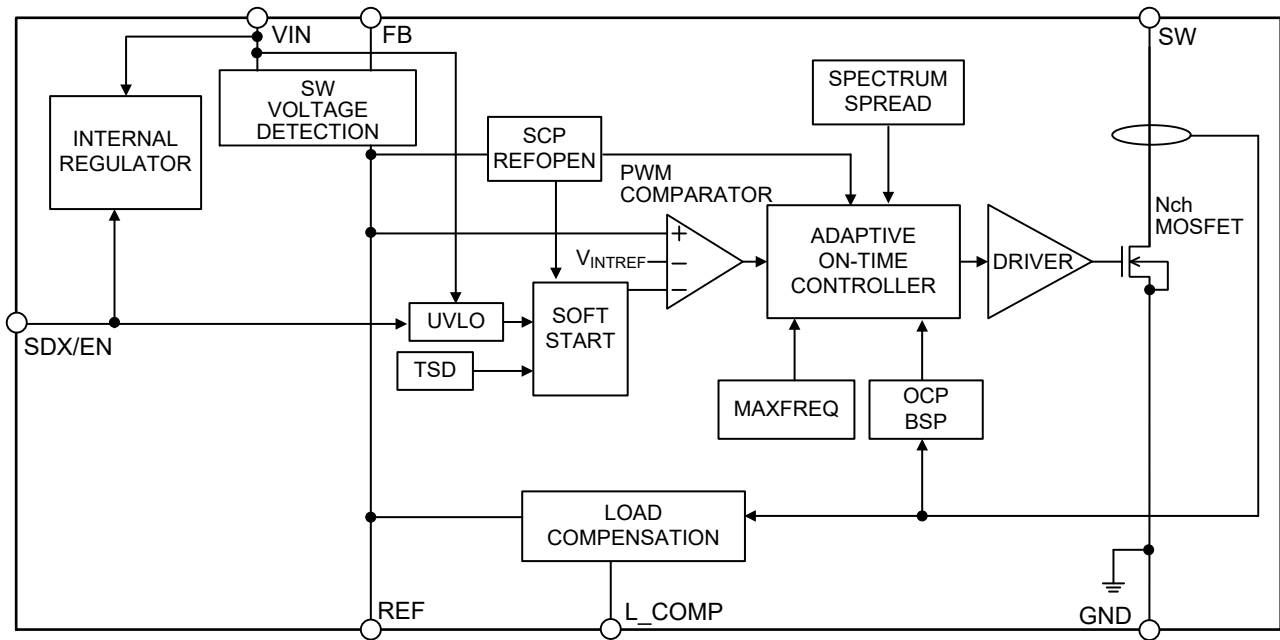 VIN
FB
SW
SW
VOLTAGE
DETECTION
SPECTRUM
SPREAD
INTERNAL
REGULATOR
SCP
REFOPEN
PWM
COMPARATOR
Nch
MOSFET
+
VINTREF
−
−
ADAPTIVE
ON-TIME
CONTROLLER
DRIVER
SDX/EN
UVLO
SOFT
START
TSD
MAXFREQ
OCP
BSP
LOAD
COMPENSATION
REF
L_COMP
GND